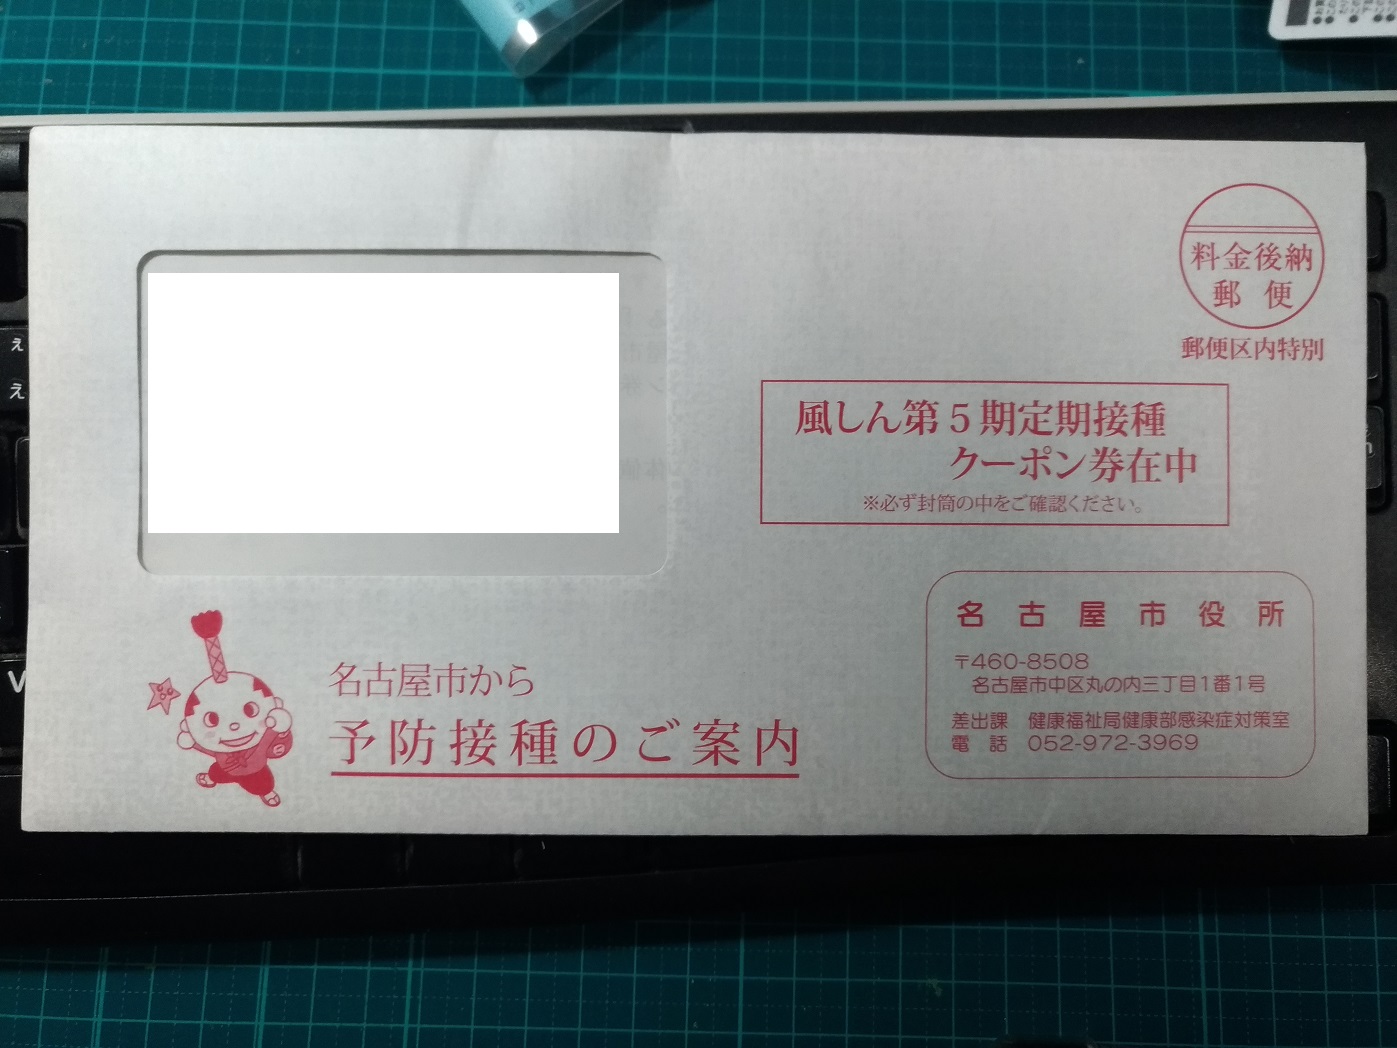 料金後納
郵便
郵便区内特別
風しん第5期定期接種
クーポン券在中
※必ず封筒の中をご確認ください。
名古屋市役所
〒460-8508
名古屋市中区丸の内三丁目1番1号
差出課 健康福祉局健康部感染症対策室
電話 052-972-3969
名古屋市から
予防接種のご案内
え
え
V